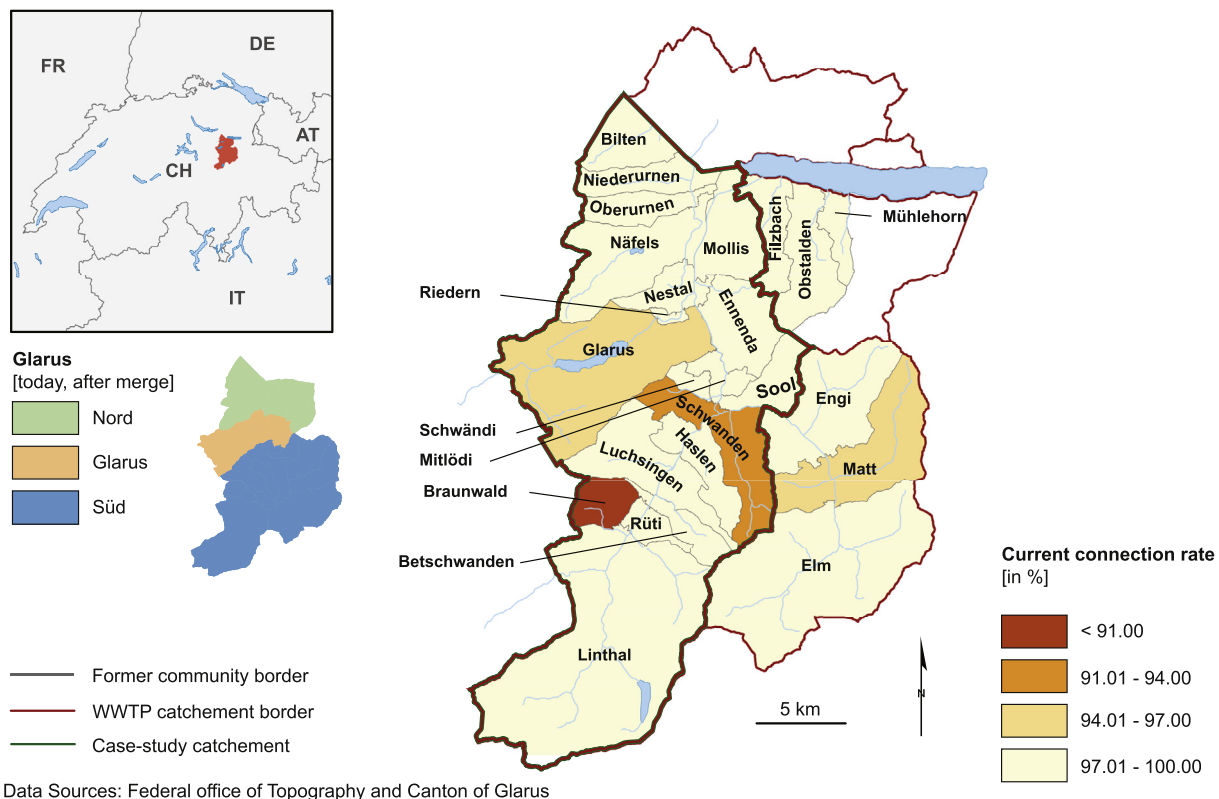 FR
DE
AT
CH
IT
Glarus
[today, after merge]
Nord
Glarus
Süd
Former community border
WWTP catchement border
Case-study catchement
Data Sources: Federal office of Topography and Canton of Glarus
Bilten
Niederurnen
Oberurnen
Näfels
Mollis
Filzbach
Obstalden
Mühlehorn
Riedern
Nestal
Ennenda
Glarus
Sool
Engi
Schwändi
Mitlödi
Schwanden
Haslen
Luchsingen
Matt
Braunwald
Rüti
Betschwanden
Elm
Linthal
5 km
N
Current connection rate
[in %]
< 91.00
91.01 - 94.00
94.01 - 97.00
97.01 - 100.00